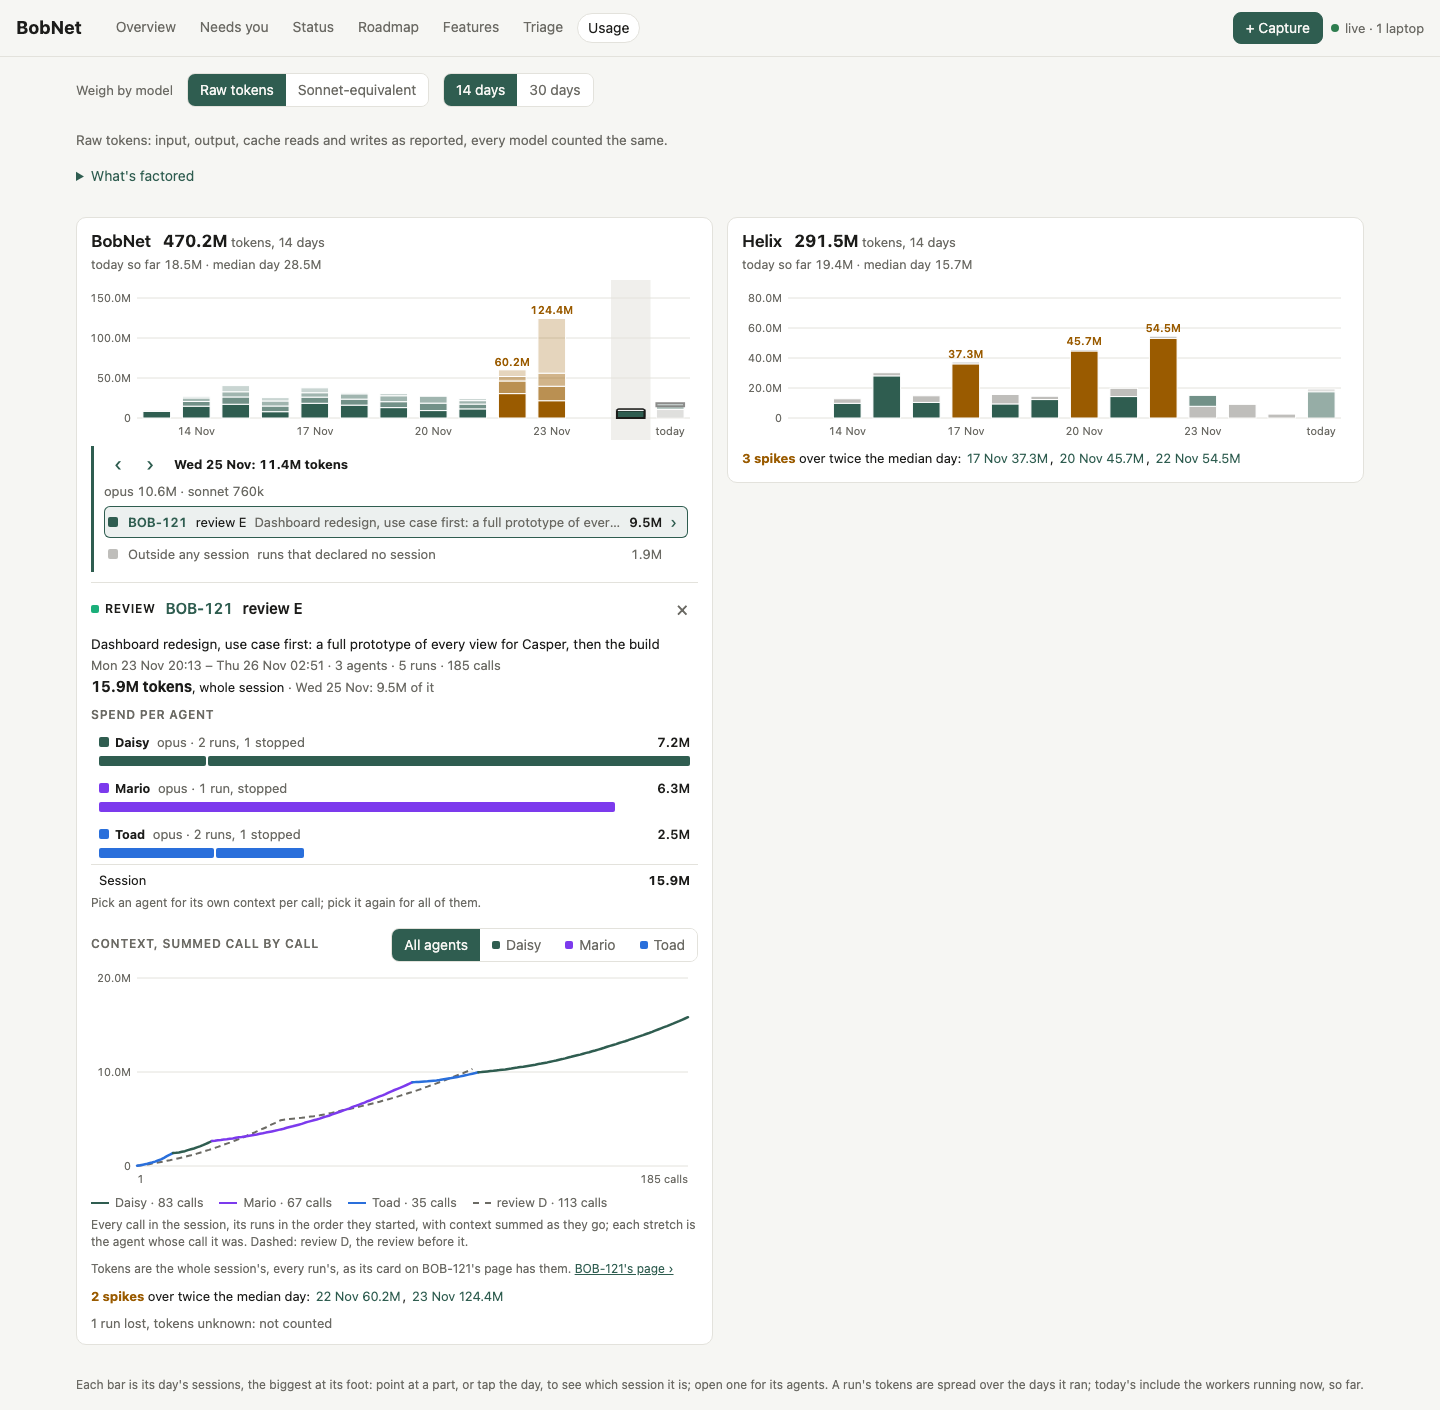 BobNet
Overview
Needs you
Status
Roadmap
Features
Triage
Usage
+ Capture
live · 1 laptop
Weigh by model
Raw tokens
Sonnet-equivalent
14 days
30 days
Raw tokens: input, output, cache reads and writes as reported, every model counted the same.
What's factored
BobNet 470.2M tokens, 14 days
today so far 18.5M · median day 28.5M
150.0M
100.0M
50.0M
0
60.2M
124.4M
14 Nov
17 Nov
20 Nov
23 Nov
today
‹ › Wed 25 Nov: 11.4M tokens
opus 10.6M · sonnet 760k
BOB-121 review E Dashboard redesign, use case first: a full prototype of ever... 9.5M ›
Outside any session runs that declared no session 1.9M
REVIEW BOB-121 review E ×
Dashboard redesign, use case first: a full prototype of every view for Casper, then the build
Mon 23 Nov 20:13 – Thu 26 Nov 02:51 · 3 agents · 5 runs · 185 calls
15.9M tokens, whole session · Wed 25 Nov: 9.5M of it
SPEND PER AGENT
Daisy opus · 2 runs, 1 stopped 7.2M
Mario opus · 1 run, stopped 6.3M
Toad opus · 2 runs, 1 stopped 2.5M
Session 15.9M
Pick an agent for its own context per call; pick it again for all of them.
CONTEXT, SUMMED CALL BY CALL
All agents
Daisy
Mario
Toad
20.0M
10.0M
0
1
185 calls
Daisy · 83 calls
Mario · 67 calls
Toad · 35 calls
review D · 113 calls
Every call in the session, its runs in the order they started, with context summed as they go; each stretch is
the agent whose call it was. Dashed: review D, the review before it.
Tokens are the whole session's, every run's, as its card on BOB-121's page has them. BOB-121's page ›
2 spikes over twice the median day: 22 Nov 60.2M, 23 Nov 124.4M
1 run lost, tokens unknown: not counted
Helix 291.5M tokens, 14 days
today so far 19.4M · median day 15.7M
80.0M
60.0M
40.0M
20.0M
0
37.3M
45.7M
54.5M
14 Nov
17 Nov
20 Nov
23 Nov
today
3 spikes over twice the median day: 17 Nov 37.3M, 20 Nov 45.7M, 22 Nov 54.5M
Each bar is its day's sessions, the biggest at its foot: point at a part, or tap the day, to see which session it is; open one for its agents. A run's tokens are spread over the days it ran; today's include the workers running now, so far.